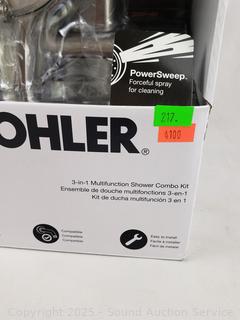 PowerSweep.
Forceful spray
for cleaning
217.
4100
OHLER®
3-in-1 Multifunction Shower Combo Kit
Ensemble de douche multifonctions 3-en-1
Kit de ducha multifunción 3 en 1
Compatible
Compatible
Compatible
Easy to install
Facile à installer
Fácil de instalar
Copyright 2025 - Sound Auction Service